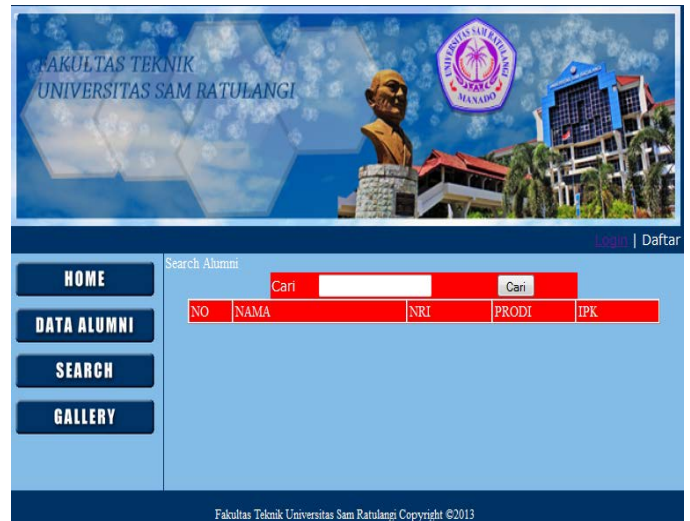 FAKULTAS TEKNIK
UNIVERSITAS SAM RATULANGI
UNIVERSITAS SAM RATULANGI
MANADO
Login | Daftar
HOME
DATA ALUMNI
SEARCH
GALLERY
Search Alumni
Cari Cari
NO NAMA NRI PRODI IPK
Fakultas Teknik Universitas Sam Ratulangi Copyright ©2013